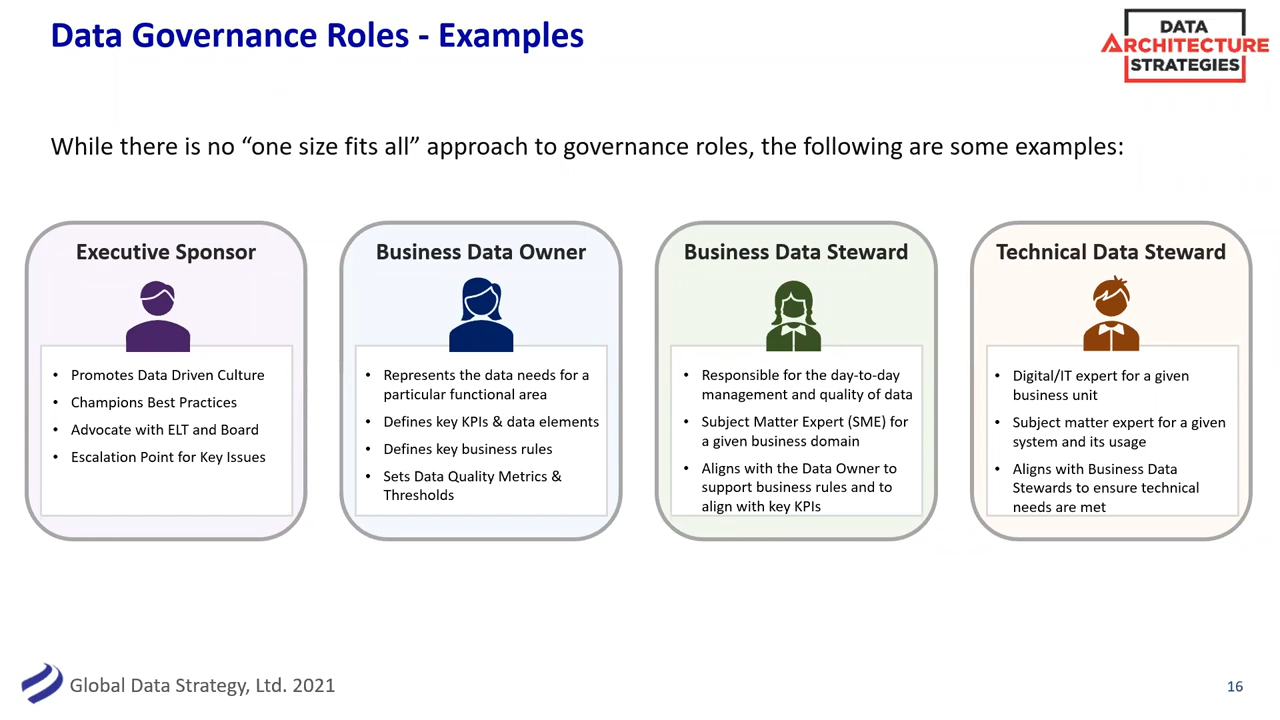 Data Governance Roles - Examples
DATA
ARCHITECTURE
STRATEGIES
While there is no “one size fits all” approach to governance roles, the following are some examples:
Executive Sponsor
• Promotes Data Driven Culture
• Champions Best Practices
• Advocate with ELT and Board
• Escalation Point for Key Issues
Business Data Owner
• Represents the data needs for a
particular functional area
• Defines key KPIs & data elements
• Defines key business rules
• Sets Data Quality Metrics &
Thresholds
Business Data Steward
• Responsible for the day-to-day
management and quality of data
• Subject Matter Expert (SME) for
a given business domain
• Aligns with the Data Owner to
support business rules and to
align with key KPIs
Technical Data Steward
• Digital/IT expert for a given
business unit
• Subject matter expert for a given
system and its usage
• Aligns with Business Data
Stewards to ensure technical
needs are met
Global Data Strategy, Ltd. 2021
16